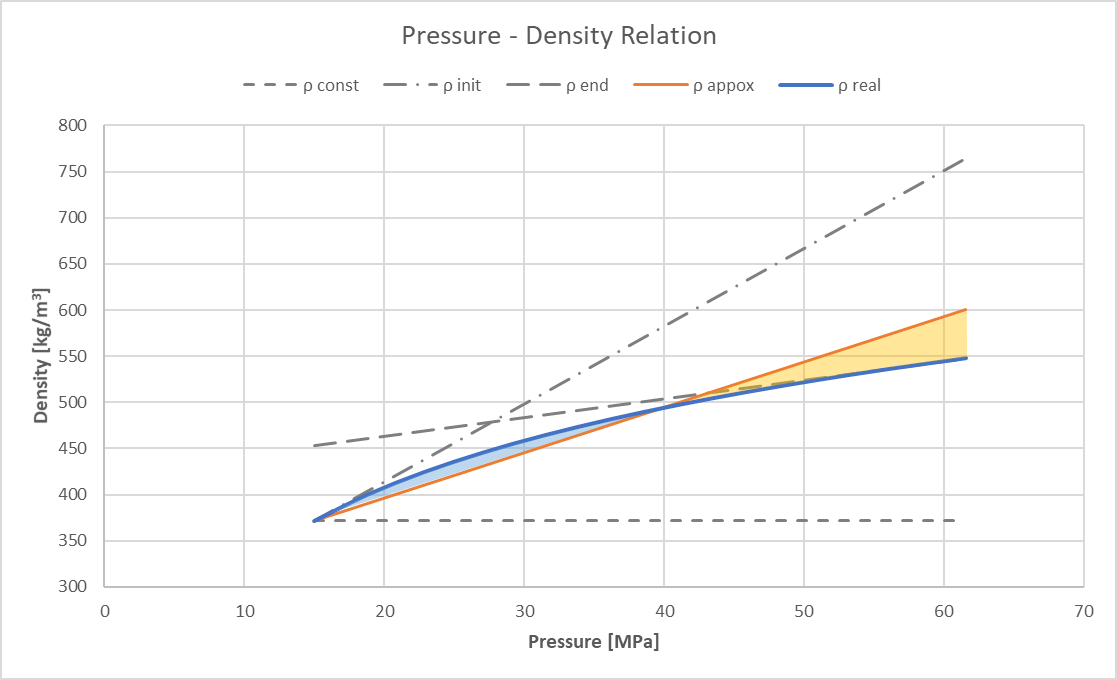 Pressure - Density Relation
ρ const ρ init ρ end ρ appox ρ real
800
750
700
650
600
550
500
450
400
350
300
0 10 20 30 40 50 60 70
Density [kg/m³]
Pressure [MPa]